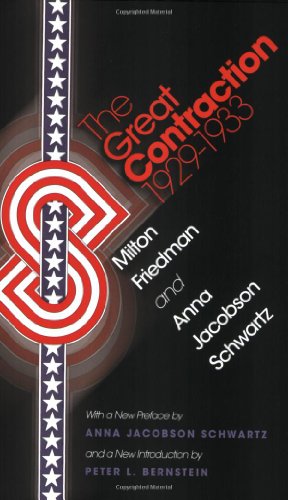 The
Great
Contraction
1929-1933
Milton
Friedman
and
Anna
Jacobson
Schwartz
With a New Preface by
ANNA JACOBSON SCHWARTZ
and a New Introduction by
PETER L. BERNSTEIN